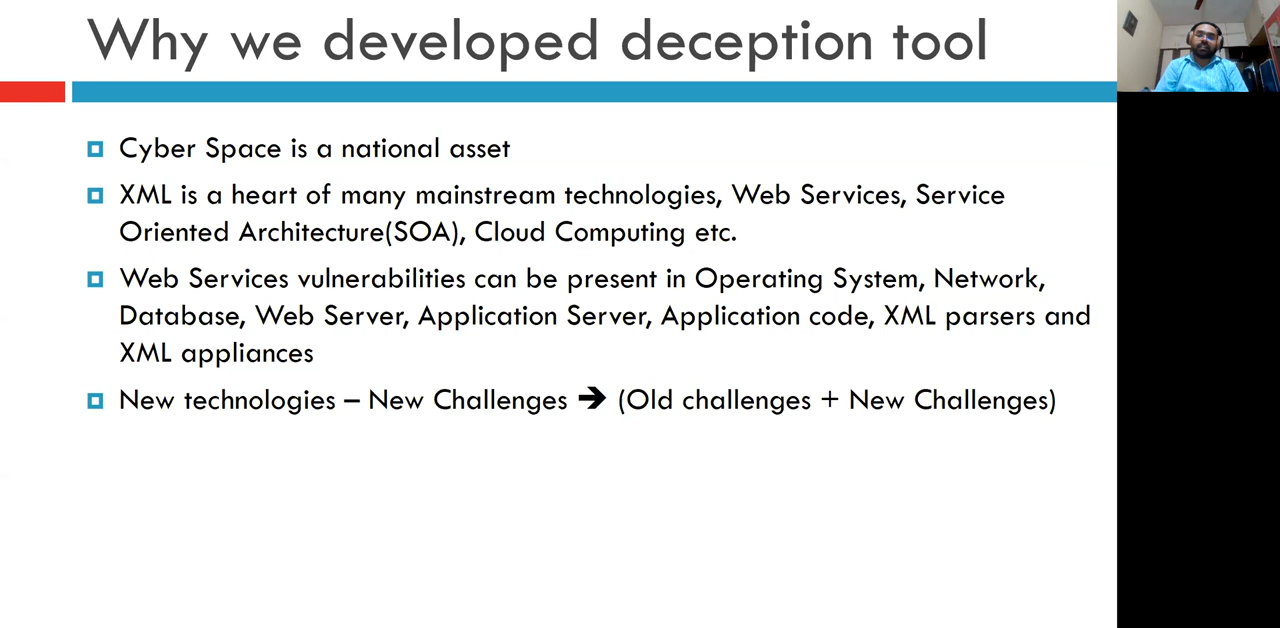 Why we developed deception tool
Cyber Space is a national asset
XML is a heart of many mainstream technologies, Web Services, Service
Oriented Architecture(SOA), Cloud Computing etc.
Web Services vulnerabilities can be present in Operating System, Network,
Database, Web Server, Application Server, Application code, XML parsers and
XML appliances
New technologies – New Challenges ➔ (Old challenges + New Challenges)